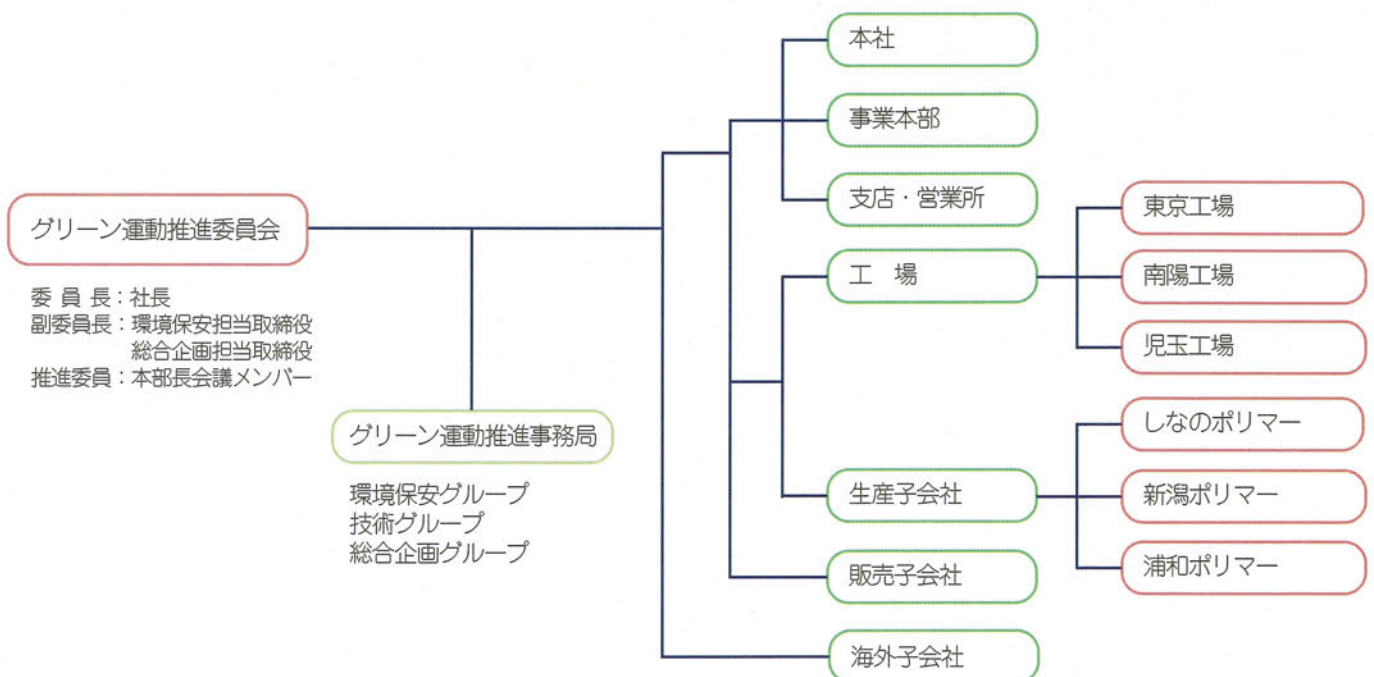 グリーン運動推進委員会
委 員 長：社長
副委員長：環境保安担当取締役
総合企画担当取締役
推進委員：本部長会議メンバー
グリーン運動推進事務局
環境保安グループ
技術グループ
総合企画グループ
本社
事業本部
支店・営業所
工　場
東京工場
南陽工場
児玉工場
生産子会社
しなのポリマー
新潟ポリマー
浦和ポリマー
販売子会社
海外子会社